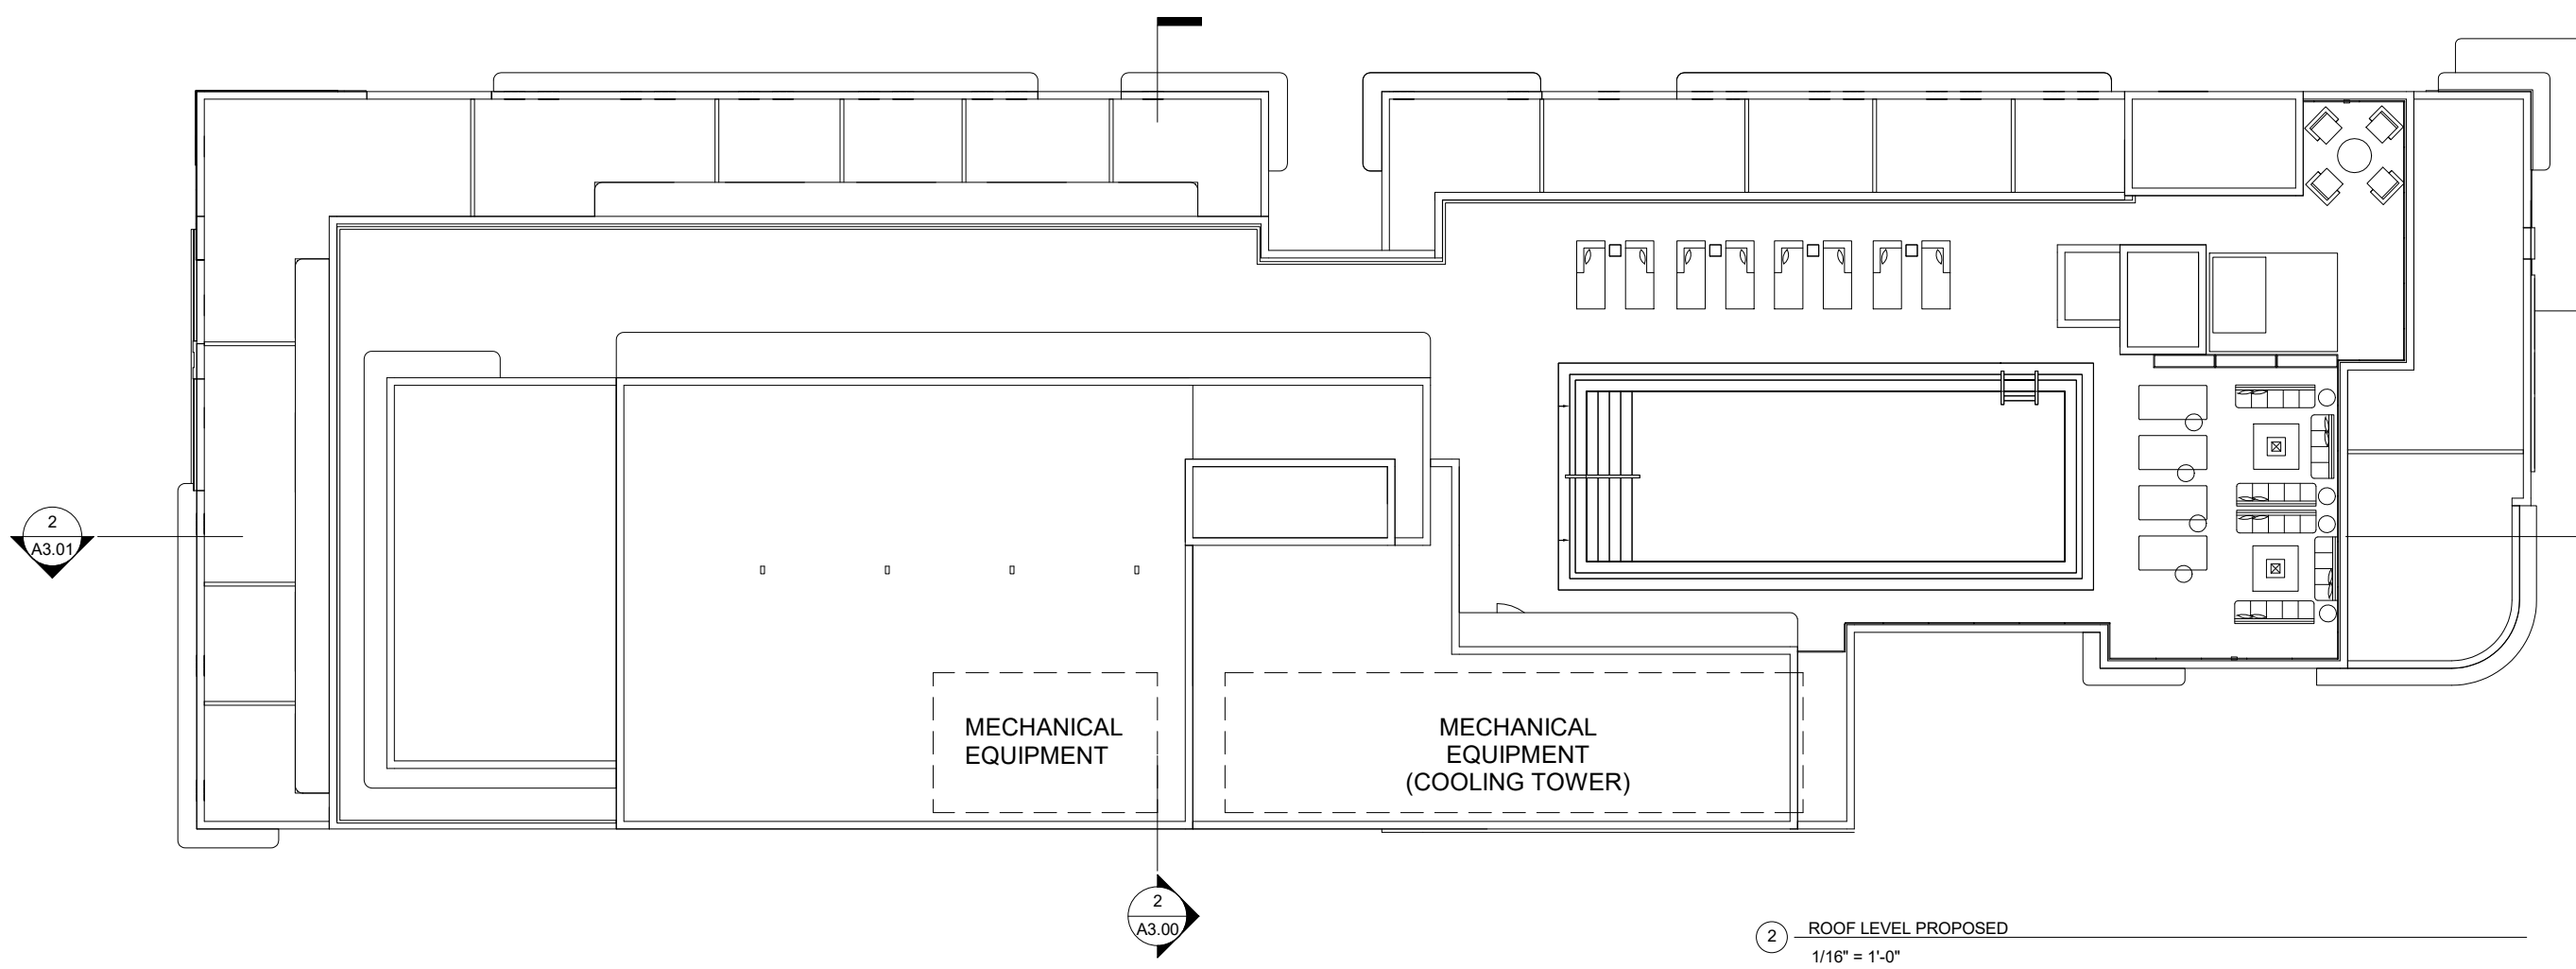 2
A3.01
MECHANICAL
EQUIPMENT
MECHANICAL
EQUIPMENT
(COOLING TOWER)
2
A3.00
2
ROOF LEVEL PROPOSED
1/16" = 1'-0"